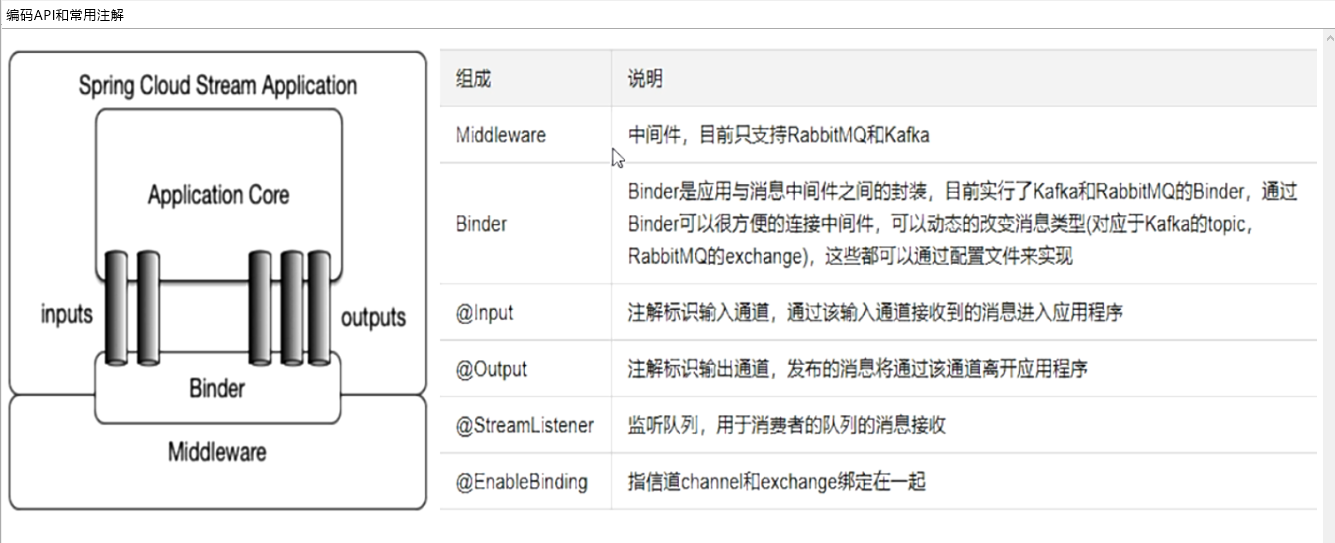 编码API和常用注解
Spring Cloud Stream Application
Application Core
inputs
outputs
Binder
Middleware
组成
说明
Middleware
中间件，目前只支持RabbitMQ和Kafka
Binder
Binder是应用与消息中间件之间的封装，目前实行了Kafka和RabbitMQ的Binder，通过
Binder可以很方便的连接中间件，可以动态的改变消息类型(对应于Kafka的topic，
RabbitMQ的exchange)，这些都可以通过配置文件来实现
@Input
注解标识输入通道，通过该输入通道接收到的消息进入应用程序
@Output
注解标识输出通道，发布的消息将通过该通道离开应用程序
@StreamListener
监听队列，用于消费者的队列的消息接收
@EnableBinding
指信道channel和exchange绑定在一起